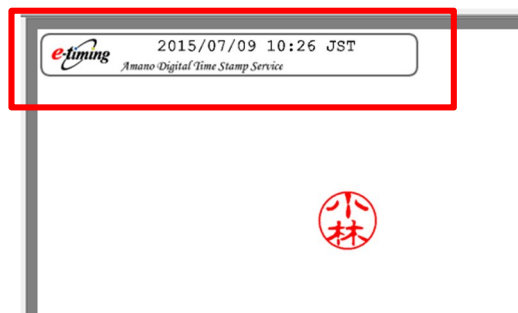 e-timing
2015/07/09 10:26 JST
Amano Digital Time Stamp Service
小
林